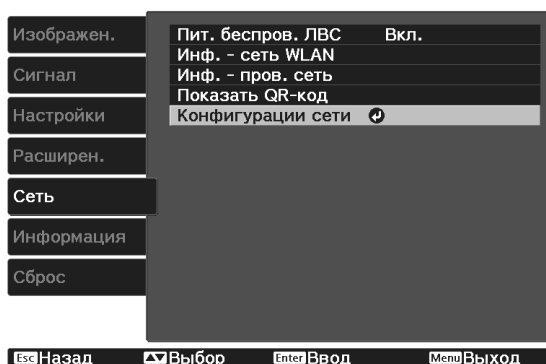 Изображен.
Сигнал
Настройки
Расширен.
Сеть
Информация
Сброс
Пит. беспров. ЛВС Вкл.
Инф. - сеть WLAN
Инф. - пров. сеть
Показать QR-код
Конфигурации сети
Esc Назад Выбор Enter Ввод Menu Выход